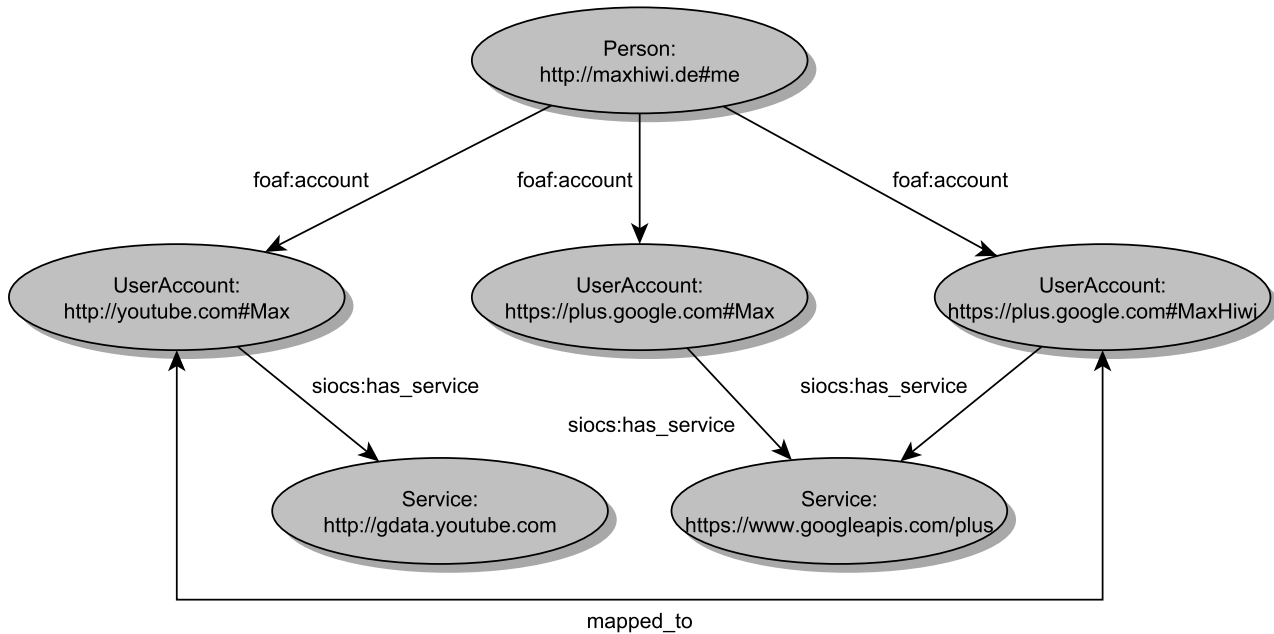 Person:
http://maxhiwi.de#me
foaf:account
foaf:account
foaf:account
UserAccount:
http://youtube.com#Max
UserAccount:
https://plus.google.com#Max
UserAccount:
https://plus.google.com#MaxHiwi
siocs:has_service
siocs:has_service
siocs:has_service
Service:
http://gdata.youtube.com
Service:
https://www.googleapis.com/plus
mapped_to